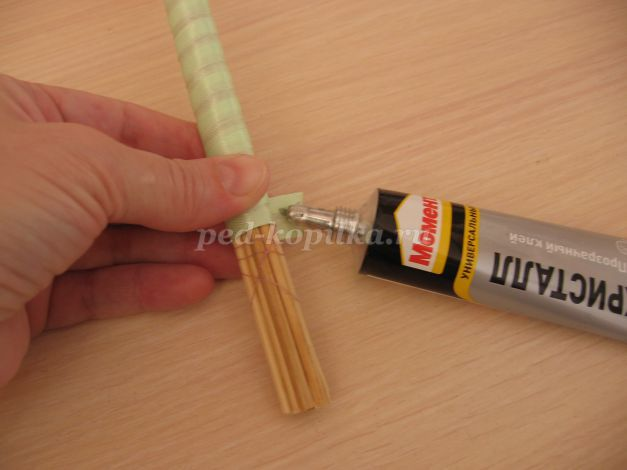 ped-kopilka.ru
Момент
УНИВЕРСАЛЬНЫЙ
КРИСТАЛЛ
Прозрачный клей